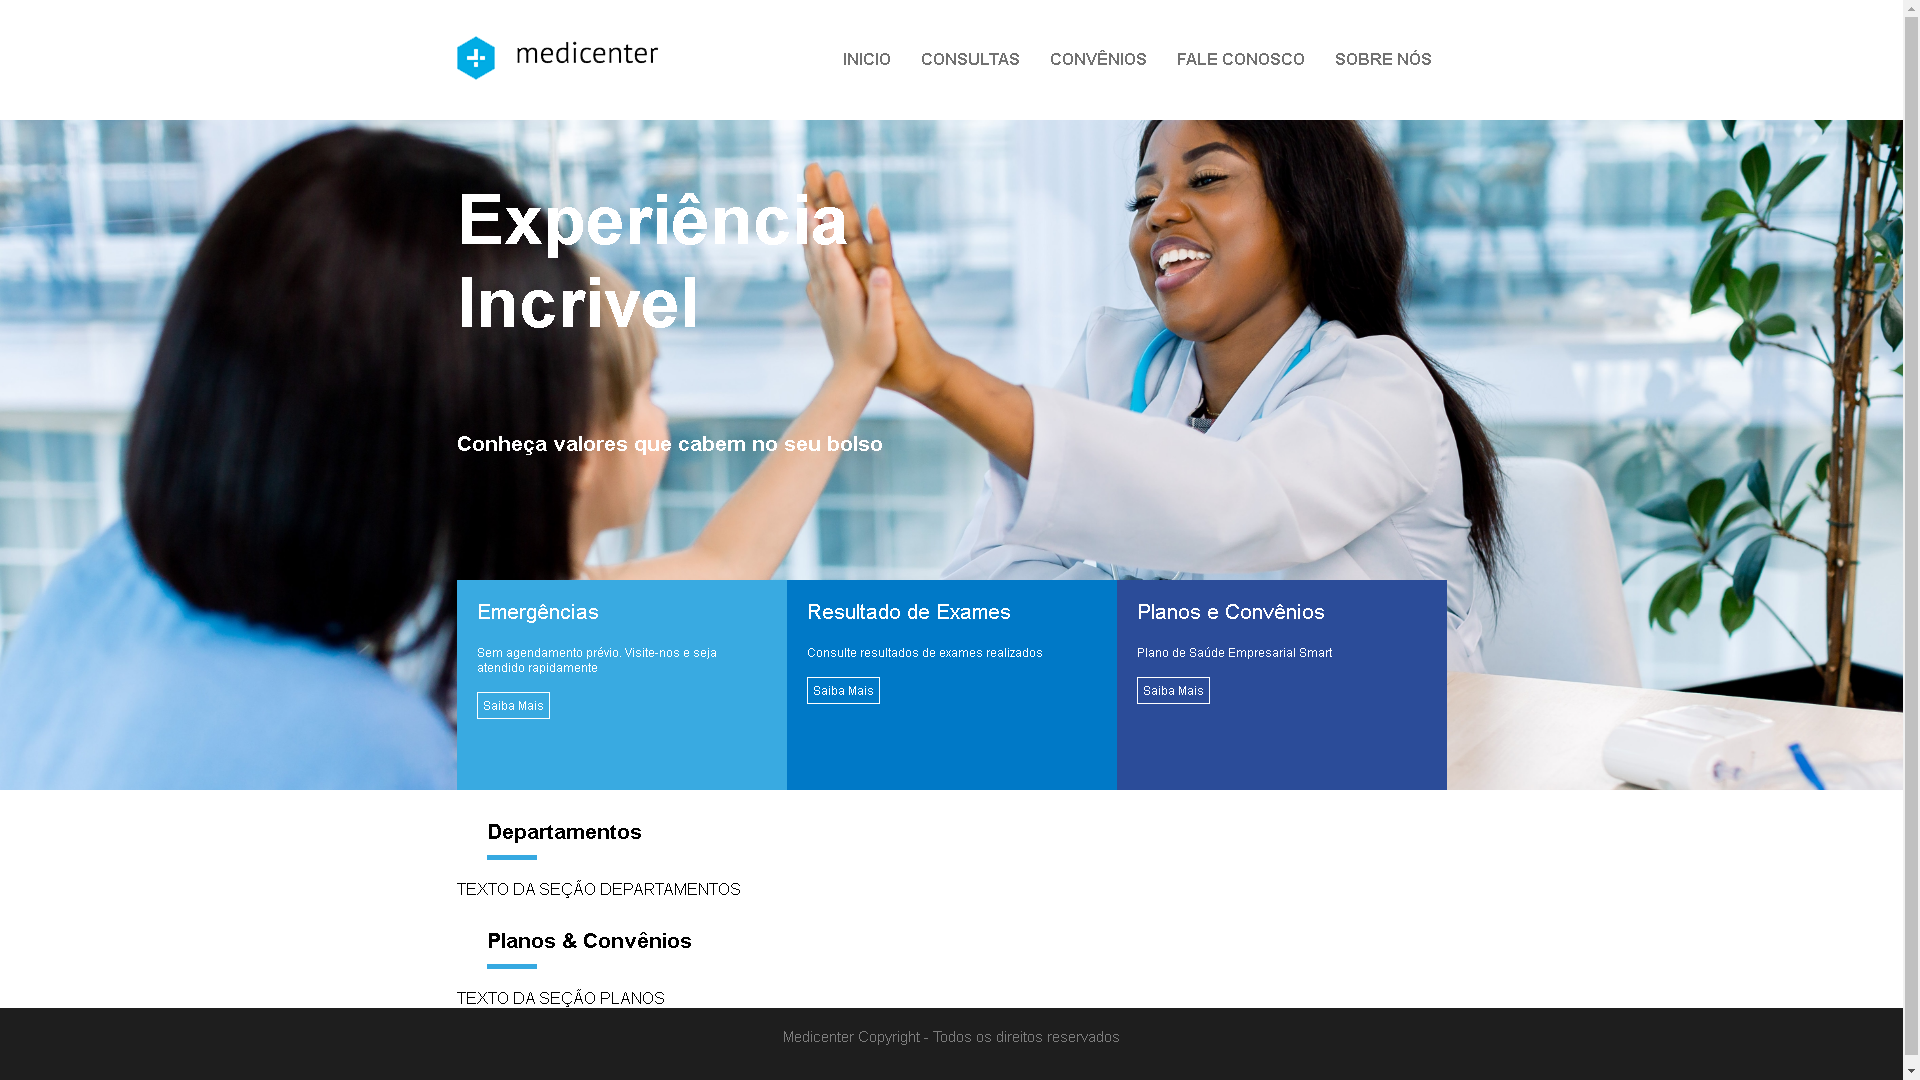 medicenter
INICIO
CONSULTAS
CONVÊNIOS
FALE CONOSCO
SOBRE NÓS
Experiência
Incrivel
Conheça valores que cabem no seu bolso
Emergências
Sem agendamento prévio. Visite-nos e seja
atendido rapidamente
Saiba Mais
Resultado de Exames
Consulte resultados de exames realizados
Saiba Mais
Planos e Convênios
Plano de Saúde Empresarial Smart
Saiba Mais
Departamentos
TEXTO DA SEÇÃO DEPARTAMENTOS
Planos & Convênios
TEXTO DA SEÇÃO PLANOS
Medicenter Copyright - Todos os direitos reservados